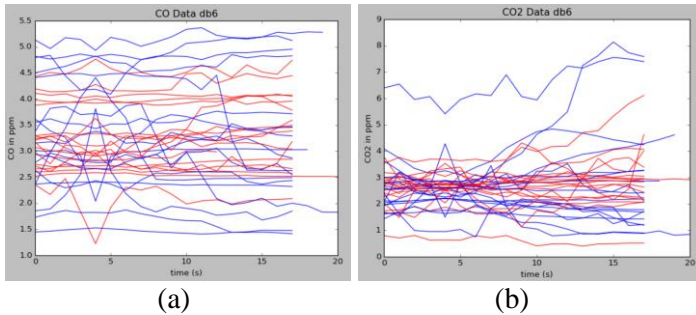 CO Data db6
5.5
5.0
4.5
4.0
3.5
3.0
2.5
2.0
1.5
1.0
CO in ppm
0 5 10 15 20
time (s)
(a)
CO2 Data db6
9
8
7
6
5
4
3
2
1
0
CO2 in ppm
0 5 10 15 20
time (s)
(b)